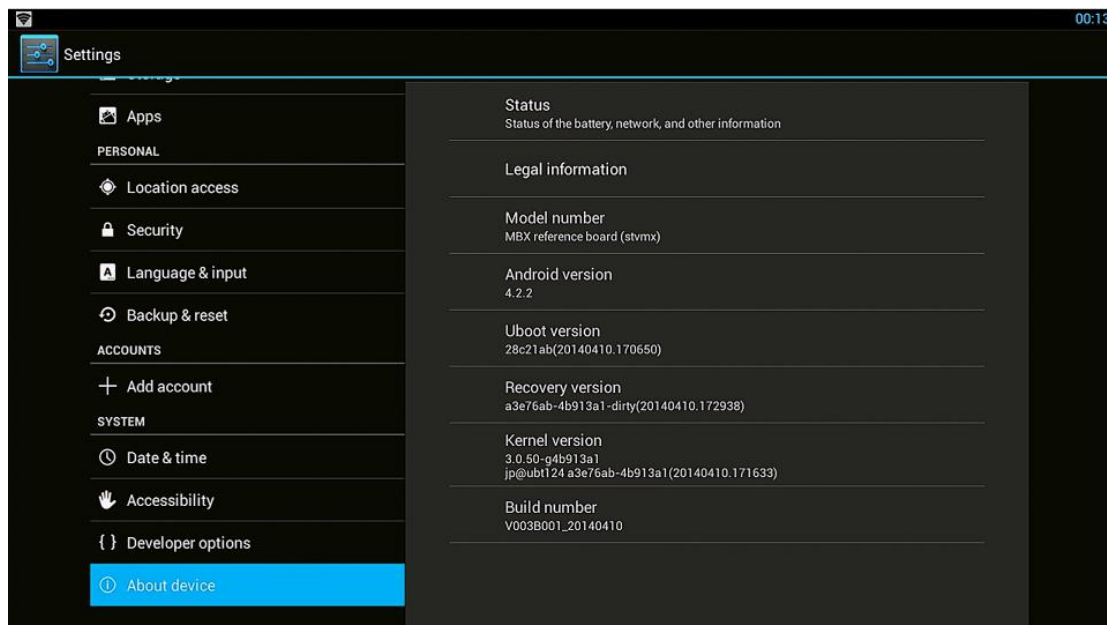 00:13
Settings
Storage
Apps
PERSONAL
Location access
Security
Language & input
Backup & reset
ACCOUNTS
Add account
SYSTEM
Date & time
Accessibility
{ } Developer options
About device
Status
Status of the battery, network, and other information
Legal information
Model number
MBX reference board (stvmx)
Android version
4.2.2
Uboot version
28c21ab(20140410.170650)
Recovery version
a3e76ab-4b913a1-dirty(20140410.172938)
Kernel version
3.0.50-g4b913a1
jp@ubt124 a3e76ab-4b913a1(20140410.171633)
Build number
V003B001_20140410